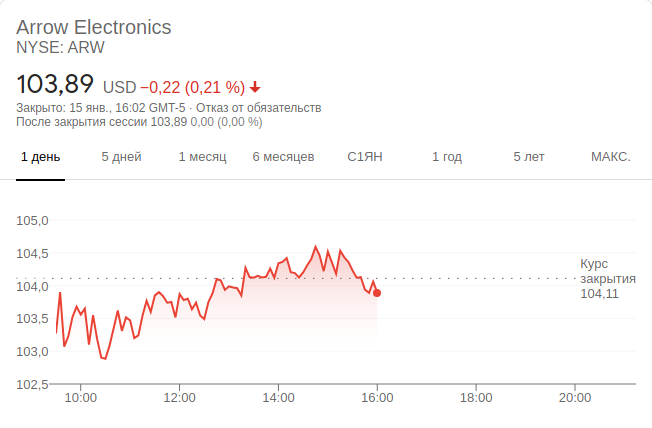 Arrow Electronics
NYSE: ARW
103,89 USD −0,22 (0,21 %)
Закрыто: 15 янв., 16:02 GMT-5 · Отказ от обязательств
После закрытия сессии 103,89 0,00 (0,00 %)
1 день 5 дней 1 месяц 6 месяцев С1ЯН 1 год 5 лет МАКС.
105,0
104,5
104,0
103,5
103,0
102,5
Курс
закрытия
104,11
10:00 12:00 14:00 16:00 18:00 20:00